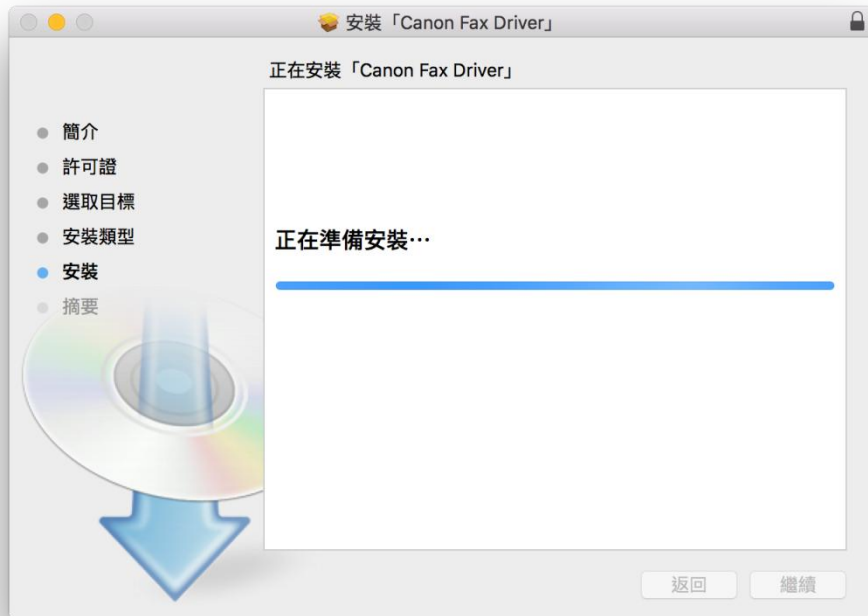 安裝「Canon Fax Driver」
正在安裝「Canon Fax Driver」
簡介
許可證
選取目標
安裝類型
安裝
摘要
正在準備安裝⋯
返回
繼續